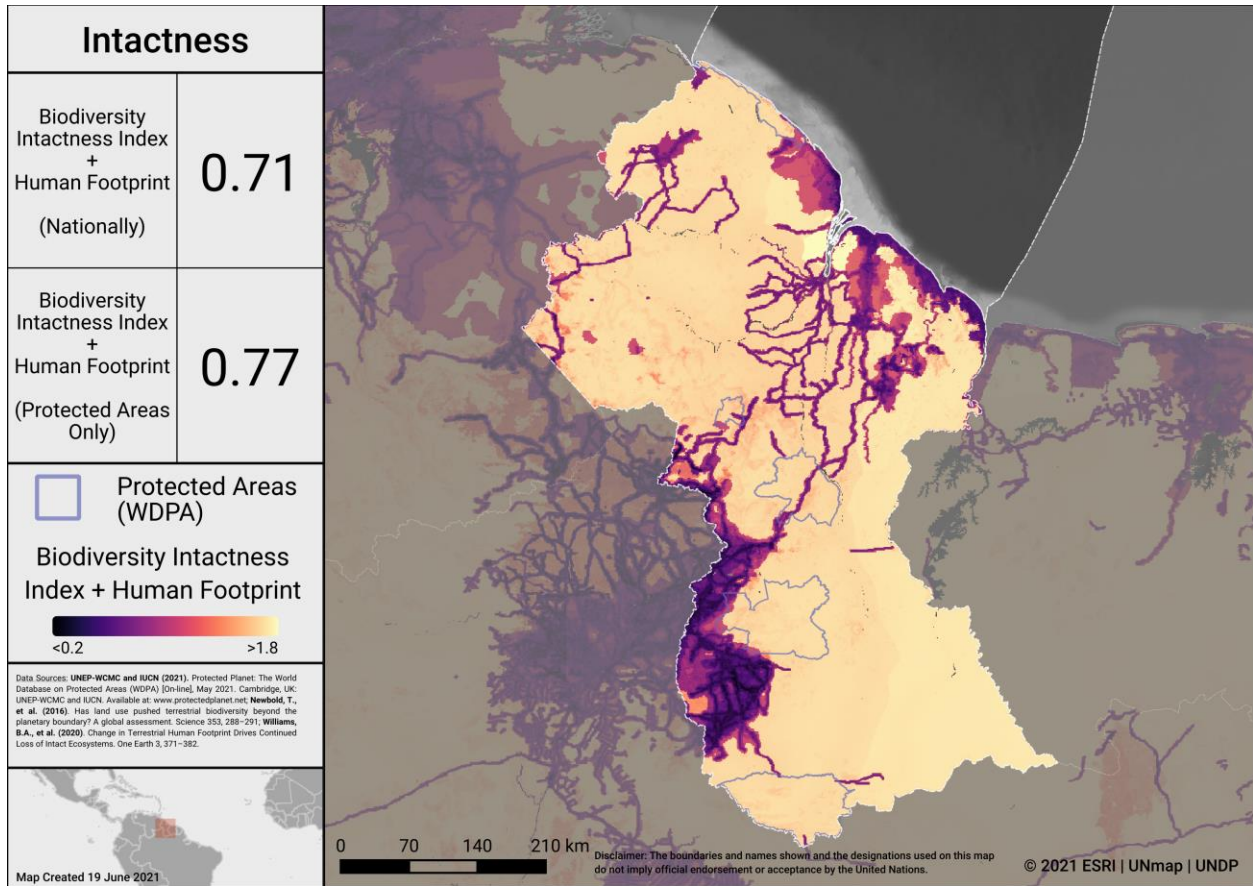 Intactness
Biodiversity
Intactness Index
+
Human Footprint
(Nationally)
0.71
Biodiversity
Intactness Index
+
Human Footprint
(Protected Areas
Only)
0.77
Protected Areas
(WDPA)
Biodiversity Intactness
Index + Human Footprint
<0.2 >1.8
Data Sources: UNEP-WCMC and IUCN (2021). Protected Planet: The World
Database on Protected Areas (WDPA) [On-line], May 2021. Cambridge, UK:
UNEP-WCMC and IUCN. Available at: www.protectedplanet.net; Newbold, T.,
et al. (2016). Has land use pushed terrestrial biodiversity beyond the
planetary boundary? A global assessment. Science 353, 288–291; Williams,
B.A., et al. (2020). Change in Terrestrial Human Footprint Drives Continued
Loss of Intact Ecosystems. One Earth 3, 371–382.
Map Created 19 June 2021
0 70 140 210 km
Disclaimer: The boundaries and names shown and the designations used on this map
do not imply official endorsement or acceptance by the United Nations.
© 2021 ESRI | UNmap | UNDP